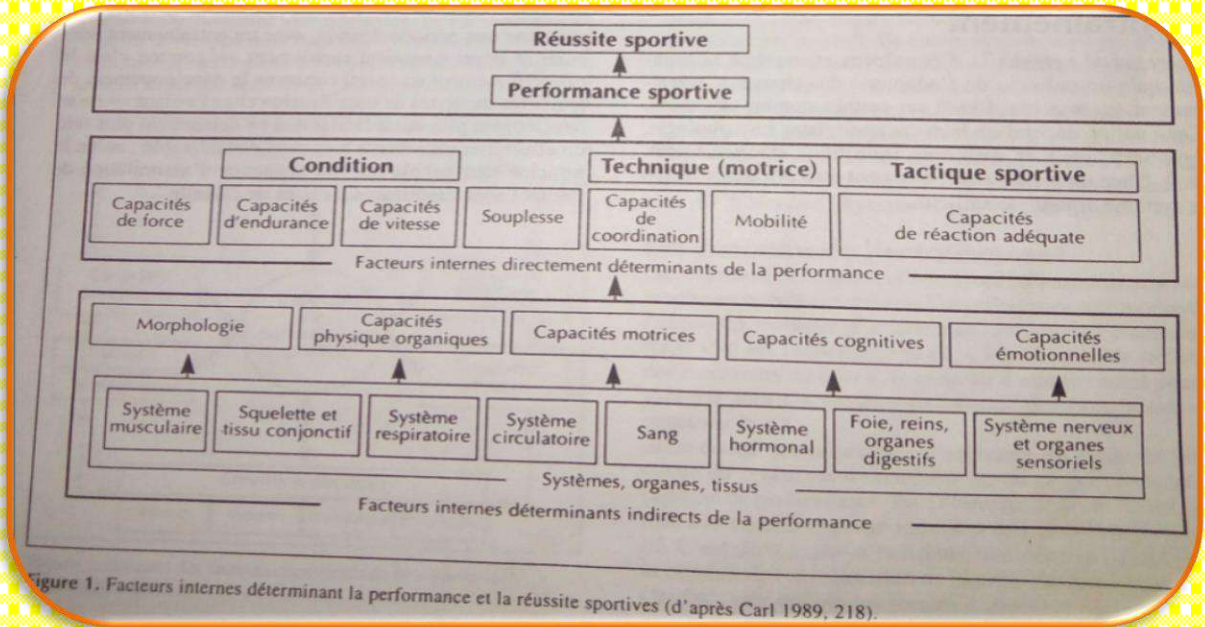 Réussite sportive
Performance sportive
Condition
Technique (motrice)
Tactique sportive
Capacités
de force
Capacités
d'endurance
Capacités
de vitesse
Souplesse
Capacités
de
coordination
Mobilité
Capacités
de réaction adéquate
Facteurs internes directement déterminants de la performance
Morphologie
Capacités
physique organiques
Capacités motrices
Capacités cognitives
Capacités
émotionnelles
Système
musculaire
Squelette et
tissu conjonctif
Système
respiratoire
Système
circulatoire
Sang
Système
hormonal
Foie, reins,
organes
digestifs
Système nerveux
et organes
sensoriels
Systèmes, organes, tissus
Facteurs internes déterminants indirects de la performance
Figure 1. Facteurs internes déterminant la performance et la réussite sportives (d'après Carl 1989, 218).